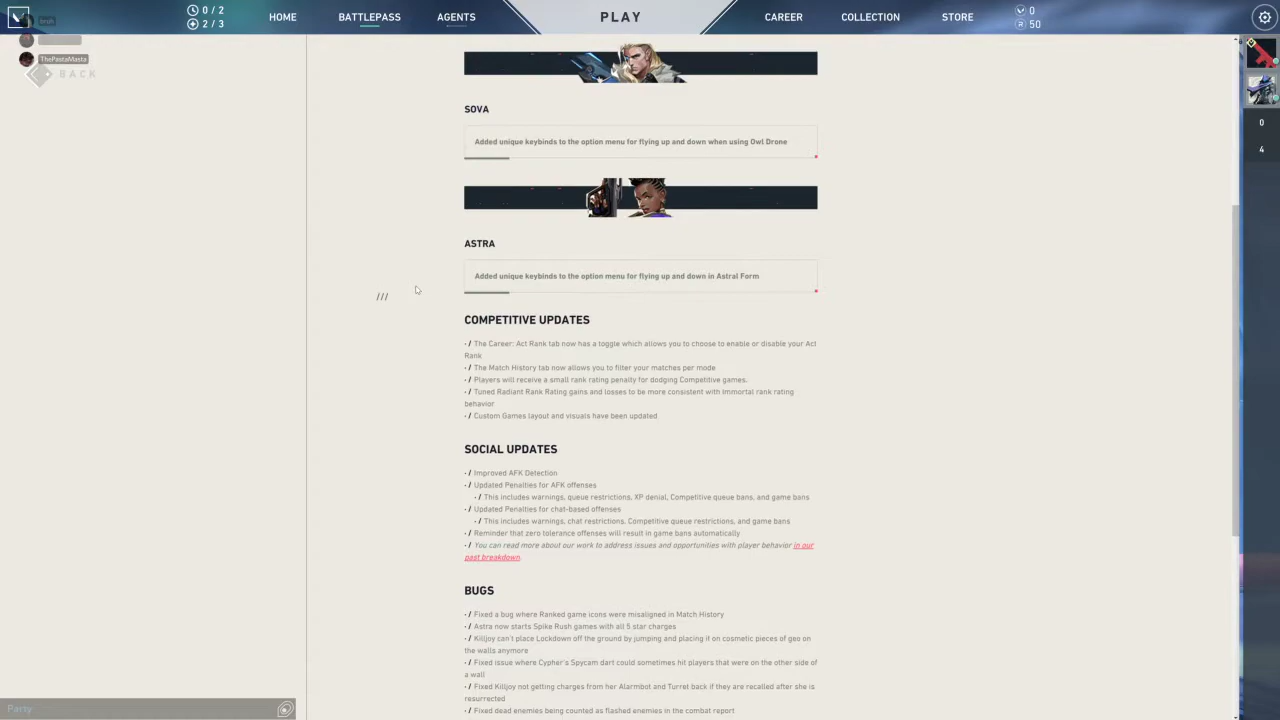 0 / 2
2 / 3
HOME
BATTLEPASS
AGENTS
PLAY
CAREER
COLLECTION
STORE
0
R 50
bruh
ThePastaMasta
BACK
0
4
SOVA
Added unique keybinds to the option menu for flying up and down when using Owl Drone
ASTRA
Added unique keybinds to the option menu for flying up and down in Astral Form
///
COMPETITIVE UPDATES
· / The Career: Act Rank tab now has a toggle which allows you to choose to enable or disable your Act
Rank
· / The Match History tab now allows you to filter your matches per mode
· / Players will receive a small rank rating penalty for dodging Competitive games.
· / Tuned Radiant Rank Rating gains and losses to be more consistent with Immortal rank rating
behavior
· / Custom Games layout and visuals have been updated
SOCIAL UPDATES
· / Improved AFK Detection
· / Updated Penalties for AFK offenses
· / This includes warnings, queue restrictions, XP denial, Competitive queue bans, and game bans
· / Updated Penalties for chat-based offenses
· / This includes warnings, chat restrictions, Competitive queue restrictions, and game bans
· / Reminder that zero tolerance offenses will result in game bans automatically
· / You can read more about our work to address issues and opportunities with player behavior in our
past breakdown.
BUGS
· / Fixed a bug where Ranked game icons were misaligned in Match History
· / Astra now starts Spike Rush games with all 5 star charges
· / Killjoy can't place Lockdown off the ground by jumping and placing it on cosmetic pieces of geo on
the walls anymore
· / Fixed issue where Cypher's Spycam dart could sometimes hit players that were on the other side of
a wall
· / Fixed Killjoy not getting charges from her Alarmbot and Turret back if they are recalled after she is
resurrected
· / Fixed dead enemies being counted as flashed enemies in the combat report
Party